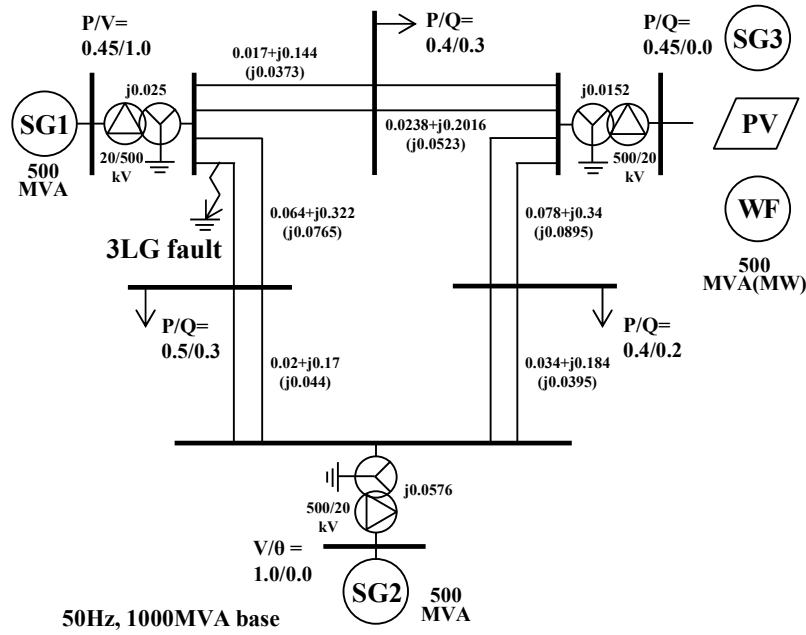 P/V=
0.45/1.0
0.017+j0.144
(j0.0373)
P/Q=
0.4/0.3
P/Q=
0.45/0.0
SG3
j0.025
j0.0152
SG1
20/500
kV
0.0238+j0.2016
(j0.0523)
500/20
kV
PV
500
MVA
3LG fault
0.064+j0.322
(j0.0765)
0.078+j0.34
(j0.0895)
WF
500
MVA(MW)
P/Q=
0.5/0.3
P/Q=
0.4/0.2
0.02+j0.17
(j0.044)
0.034+j0.184
(j0.0395)
j0.0576
500/20
kV
V/θ =
1.0/0.0
SG2
500
MVA
50Hz, 1000MVA base